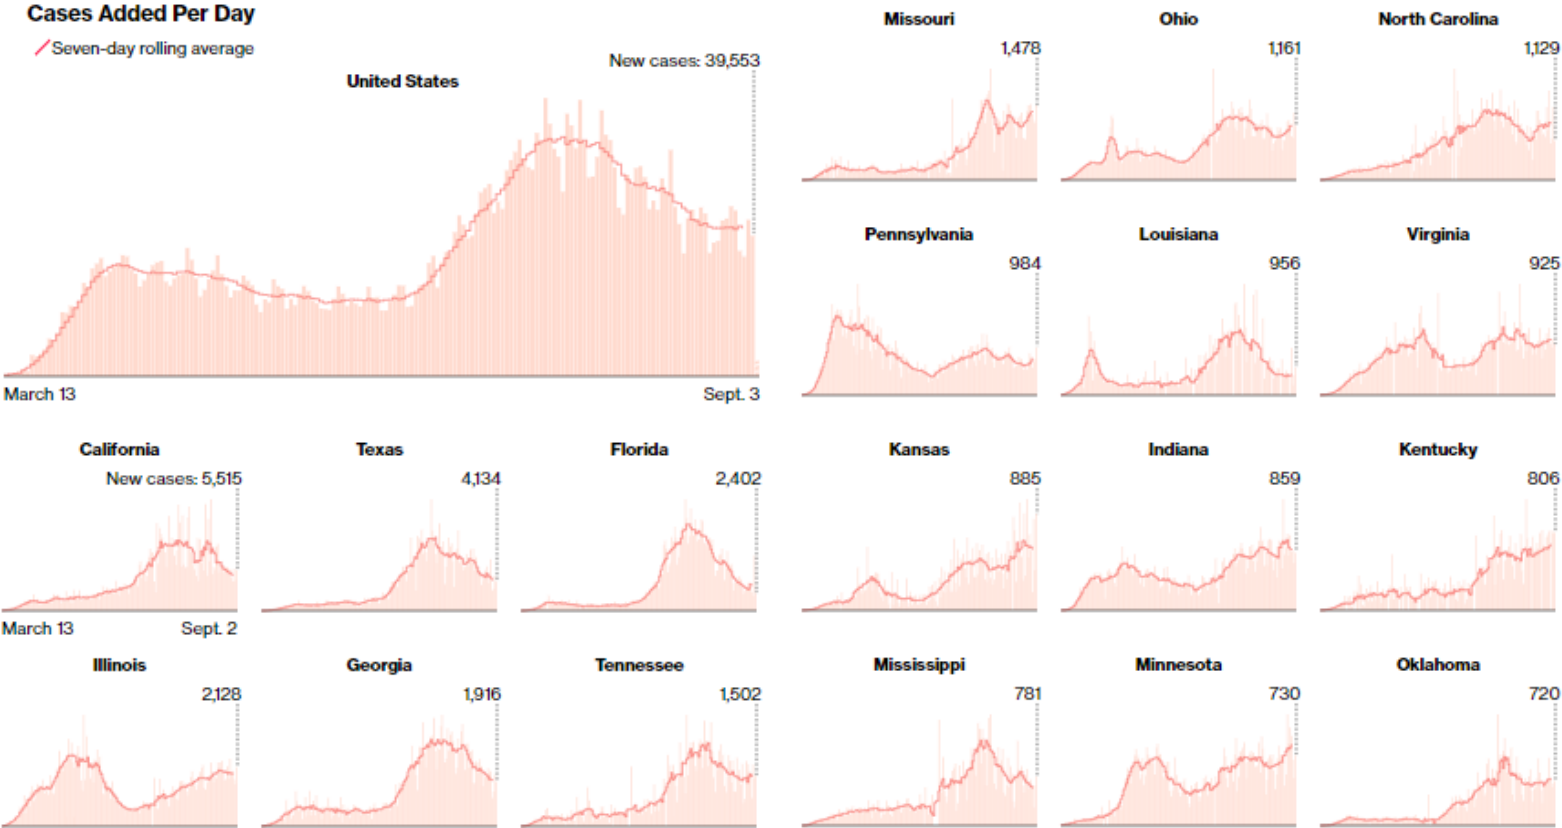 Cases Added Per Day
Seven-day rolling average
United States
New cases: 39,553
March 13
Sept. 3
California
New cases: 5,515
March 13
Sept. 2
Texas
4,134
Florida
2,402
Illinois
2,128
Georgia
1,916
Tennessee
1,502
Missouri
1,478
Ohio
1,161
North Carolina
1,129
Pennsylvania
984
Louisiana
956
Virginia
925
Kansas
885
Indiana
859
Kentucky
806
Mississippi
781
Minnesota
730
Oklahoma
720